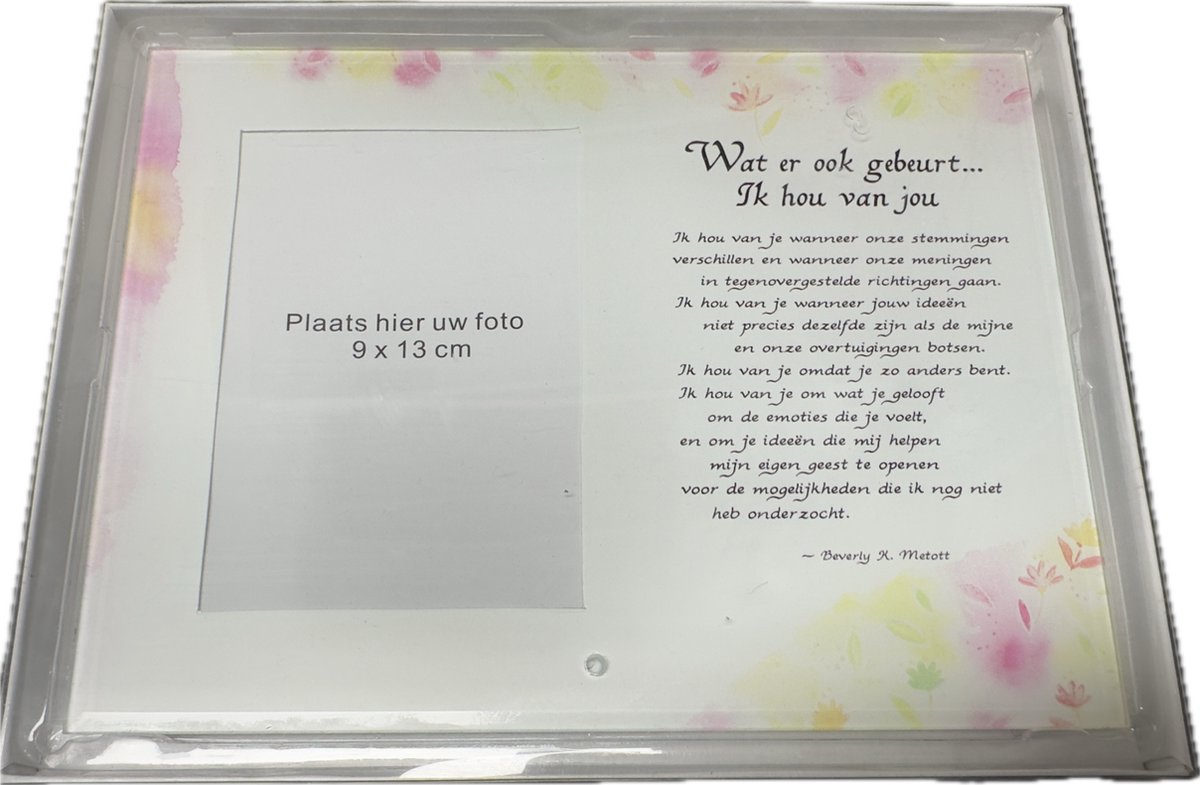 Plaats hier uw foto
9 x 13 cm
Wat er ook gebeurt...
Ik hou van jou
Ik hou van je wanneer onze stemmingen
verschillen en wanneer onze meningen
in tegenovergestelde richtingen gaan.
Ik hou van je wanneer jouw ideeën
niet precies dezelfde zijn als de mijne
en onze overtuigingen botsen.
Ik hou van je omdat je zo anders bent.
Ik hou van je om wat je gelooft
om de emoties die je voelt,
en om je ideeën die mij helpen
mijn eigen geest te openen
voor de mogelijkheden die ik nog niet
heb onderzocht.
~ Beverly K. Metott